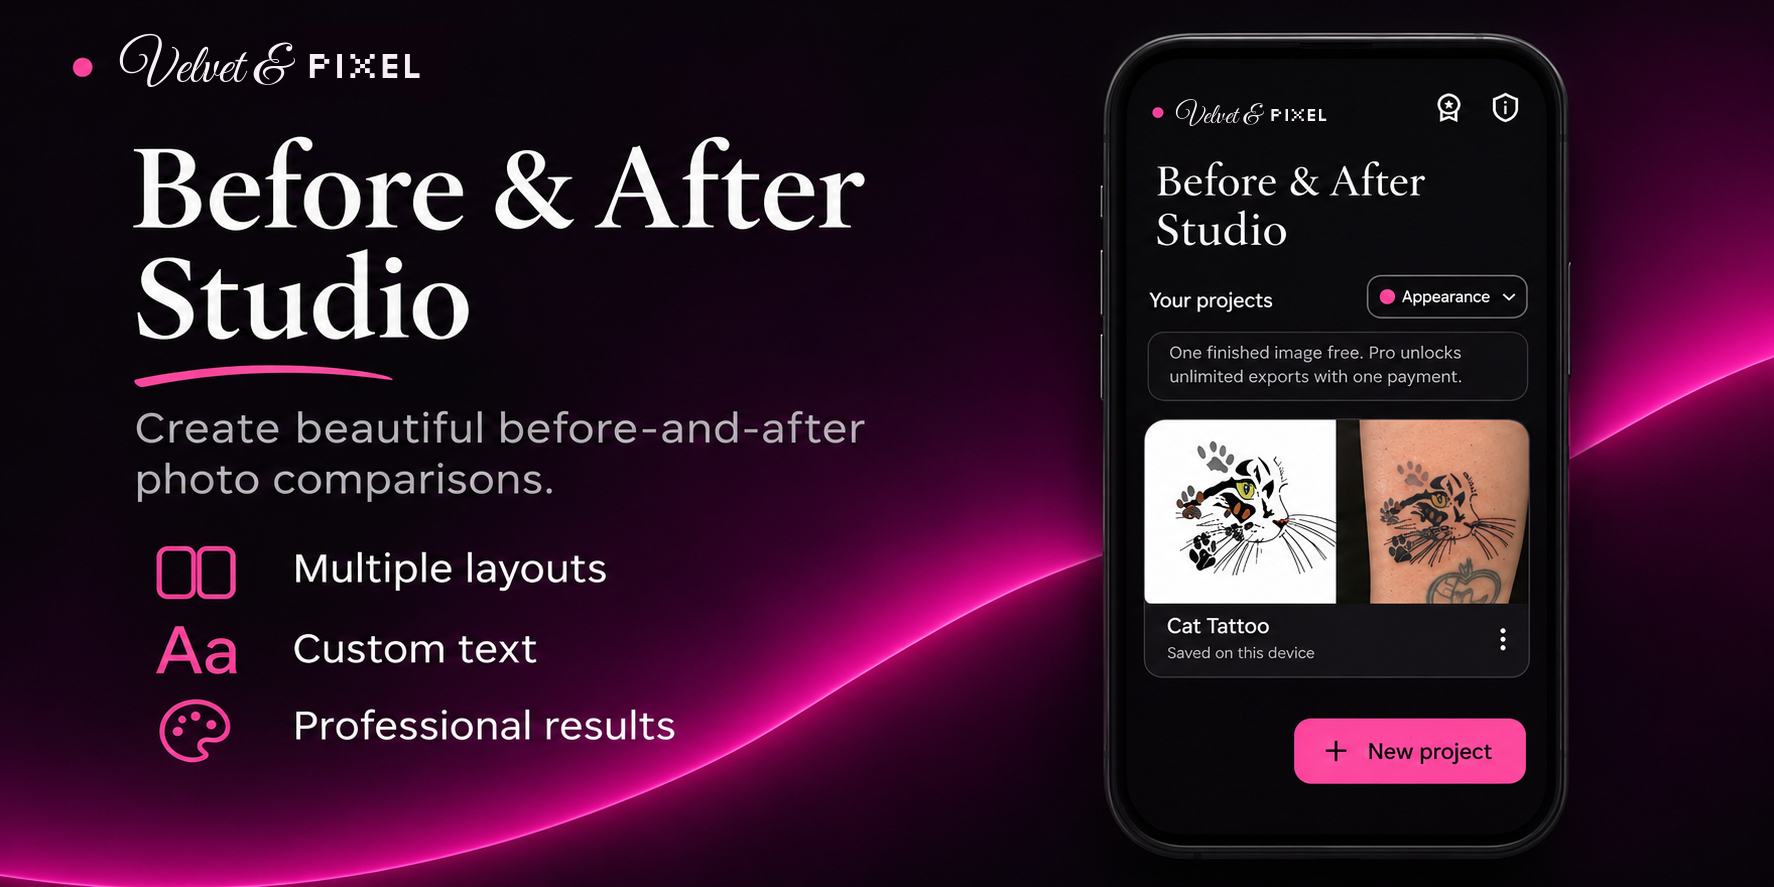 Velvet & PIXEL
Before & After
Studio
Create beautiful before-and-after
photo comparisons.
Multiple layouts
Aa
Custom text
Professional results
Velvet & PIXEL
Before & After
Studio
Your projects
Appearance
One finished image free. Pro unlocks
unlimited exports with one payment.
Cat Tattoo
Saved on this device
+ New project